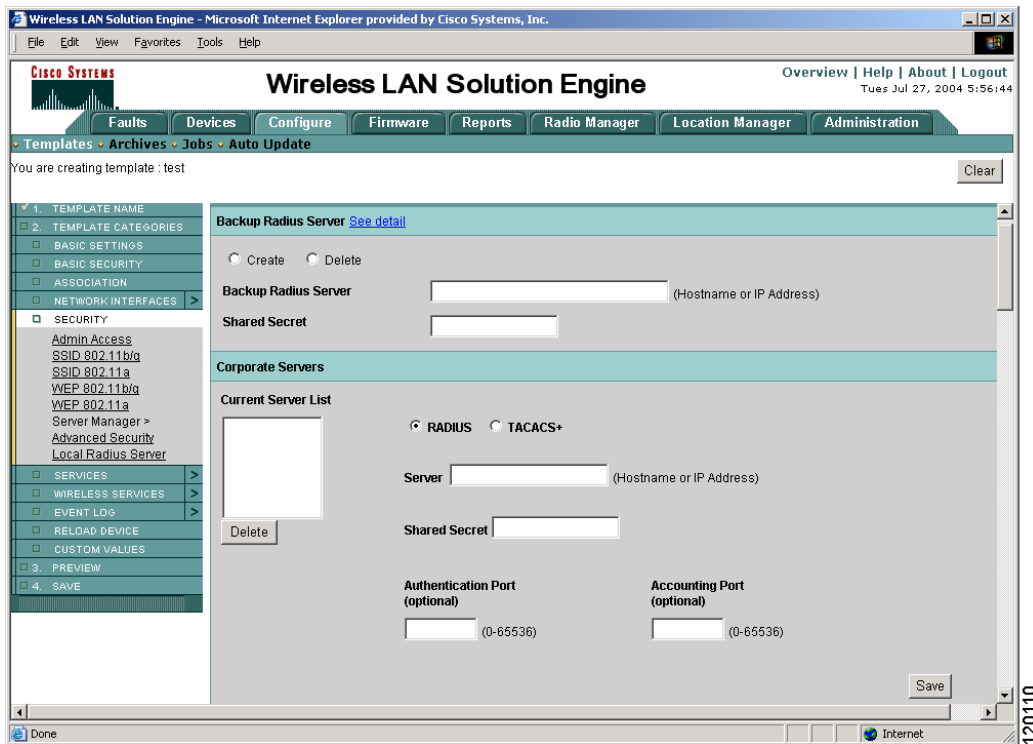 Wireless LAN Solution Engine - Microsoft Internet Explorer provided by Cisco Systems, Inc.
File Edit View Favorites Tools Help
CISCO SYSTEMS
Wireless LAN Solution Engine
Overview | Help | About | Logout
Tues Jul 27, 2004 5:56:44
Faults Devices Configure Firmware Reports Radio Manager Location Manager Administration
Templates Archives Jobs Auto Update
You are creating template : test
Clear
1. TEMPLATE NAME
2. TEMPLATE CATEGORIES
BASIC SETTINGS
BASIC SECURITY
ASSOCIATION
NETWORK INTERFACES >
SECURITY
Admin Access
SSID 802.11b/g
SSID 802.11a
WEP 802.11b/g
WEP 802.11a
Server Manager >
Advanced Security
Local Radius Server
SERVICES >
WIRELESS SERVICES >
EVENT LOG >
RELOAD DEVICE
CUSTOM VALUES
3. PREVIEW
4. SAVE
Backup Radius Server See detail
Create Delete
Backup Radius Server (Hostname or IP Address)
Shared Secret
Corporate Servers
Current Server List
Delete
RADIUS TACACS+
Server (Hostname or IP Address)
Shared Secret
Authentication Port Accounting Port
(optional) (optional)
(0-65536) (0-65536)
Save
Done
Internet
120110